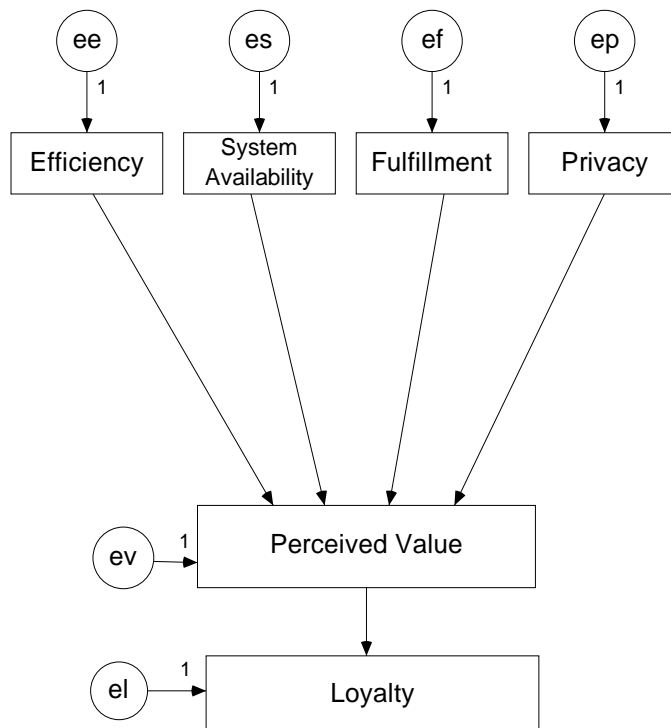 ee
es
ef
ep
1
1
1
1
Efficiency
System
Availability
Fulfillment
Privacy
Perceived Value
ev
1
Loyalty
el
1